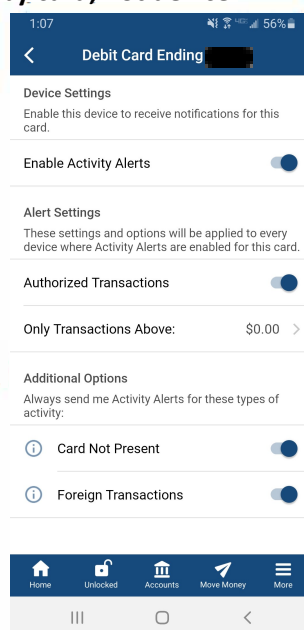 1:07
56%
Debit Card Ending
Device Settings
Enable this device to receive notifications for this
card.
Enable Activity Alerts
Alert Settings
These settings and options will be applied to every
device where Activity Alerts are enabled for this card.
Authorized Transactions
Only Transactions Above: $0.00
Additional Options
Always send me Activity Alerts for these types of
activity:
Card Not Present
Foreign Transactions
Home Unlocked Accounts Move Money More